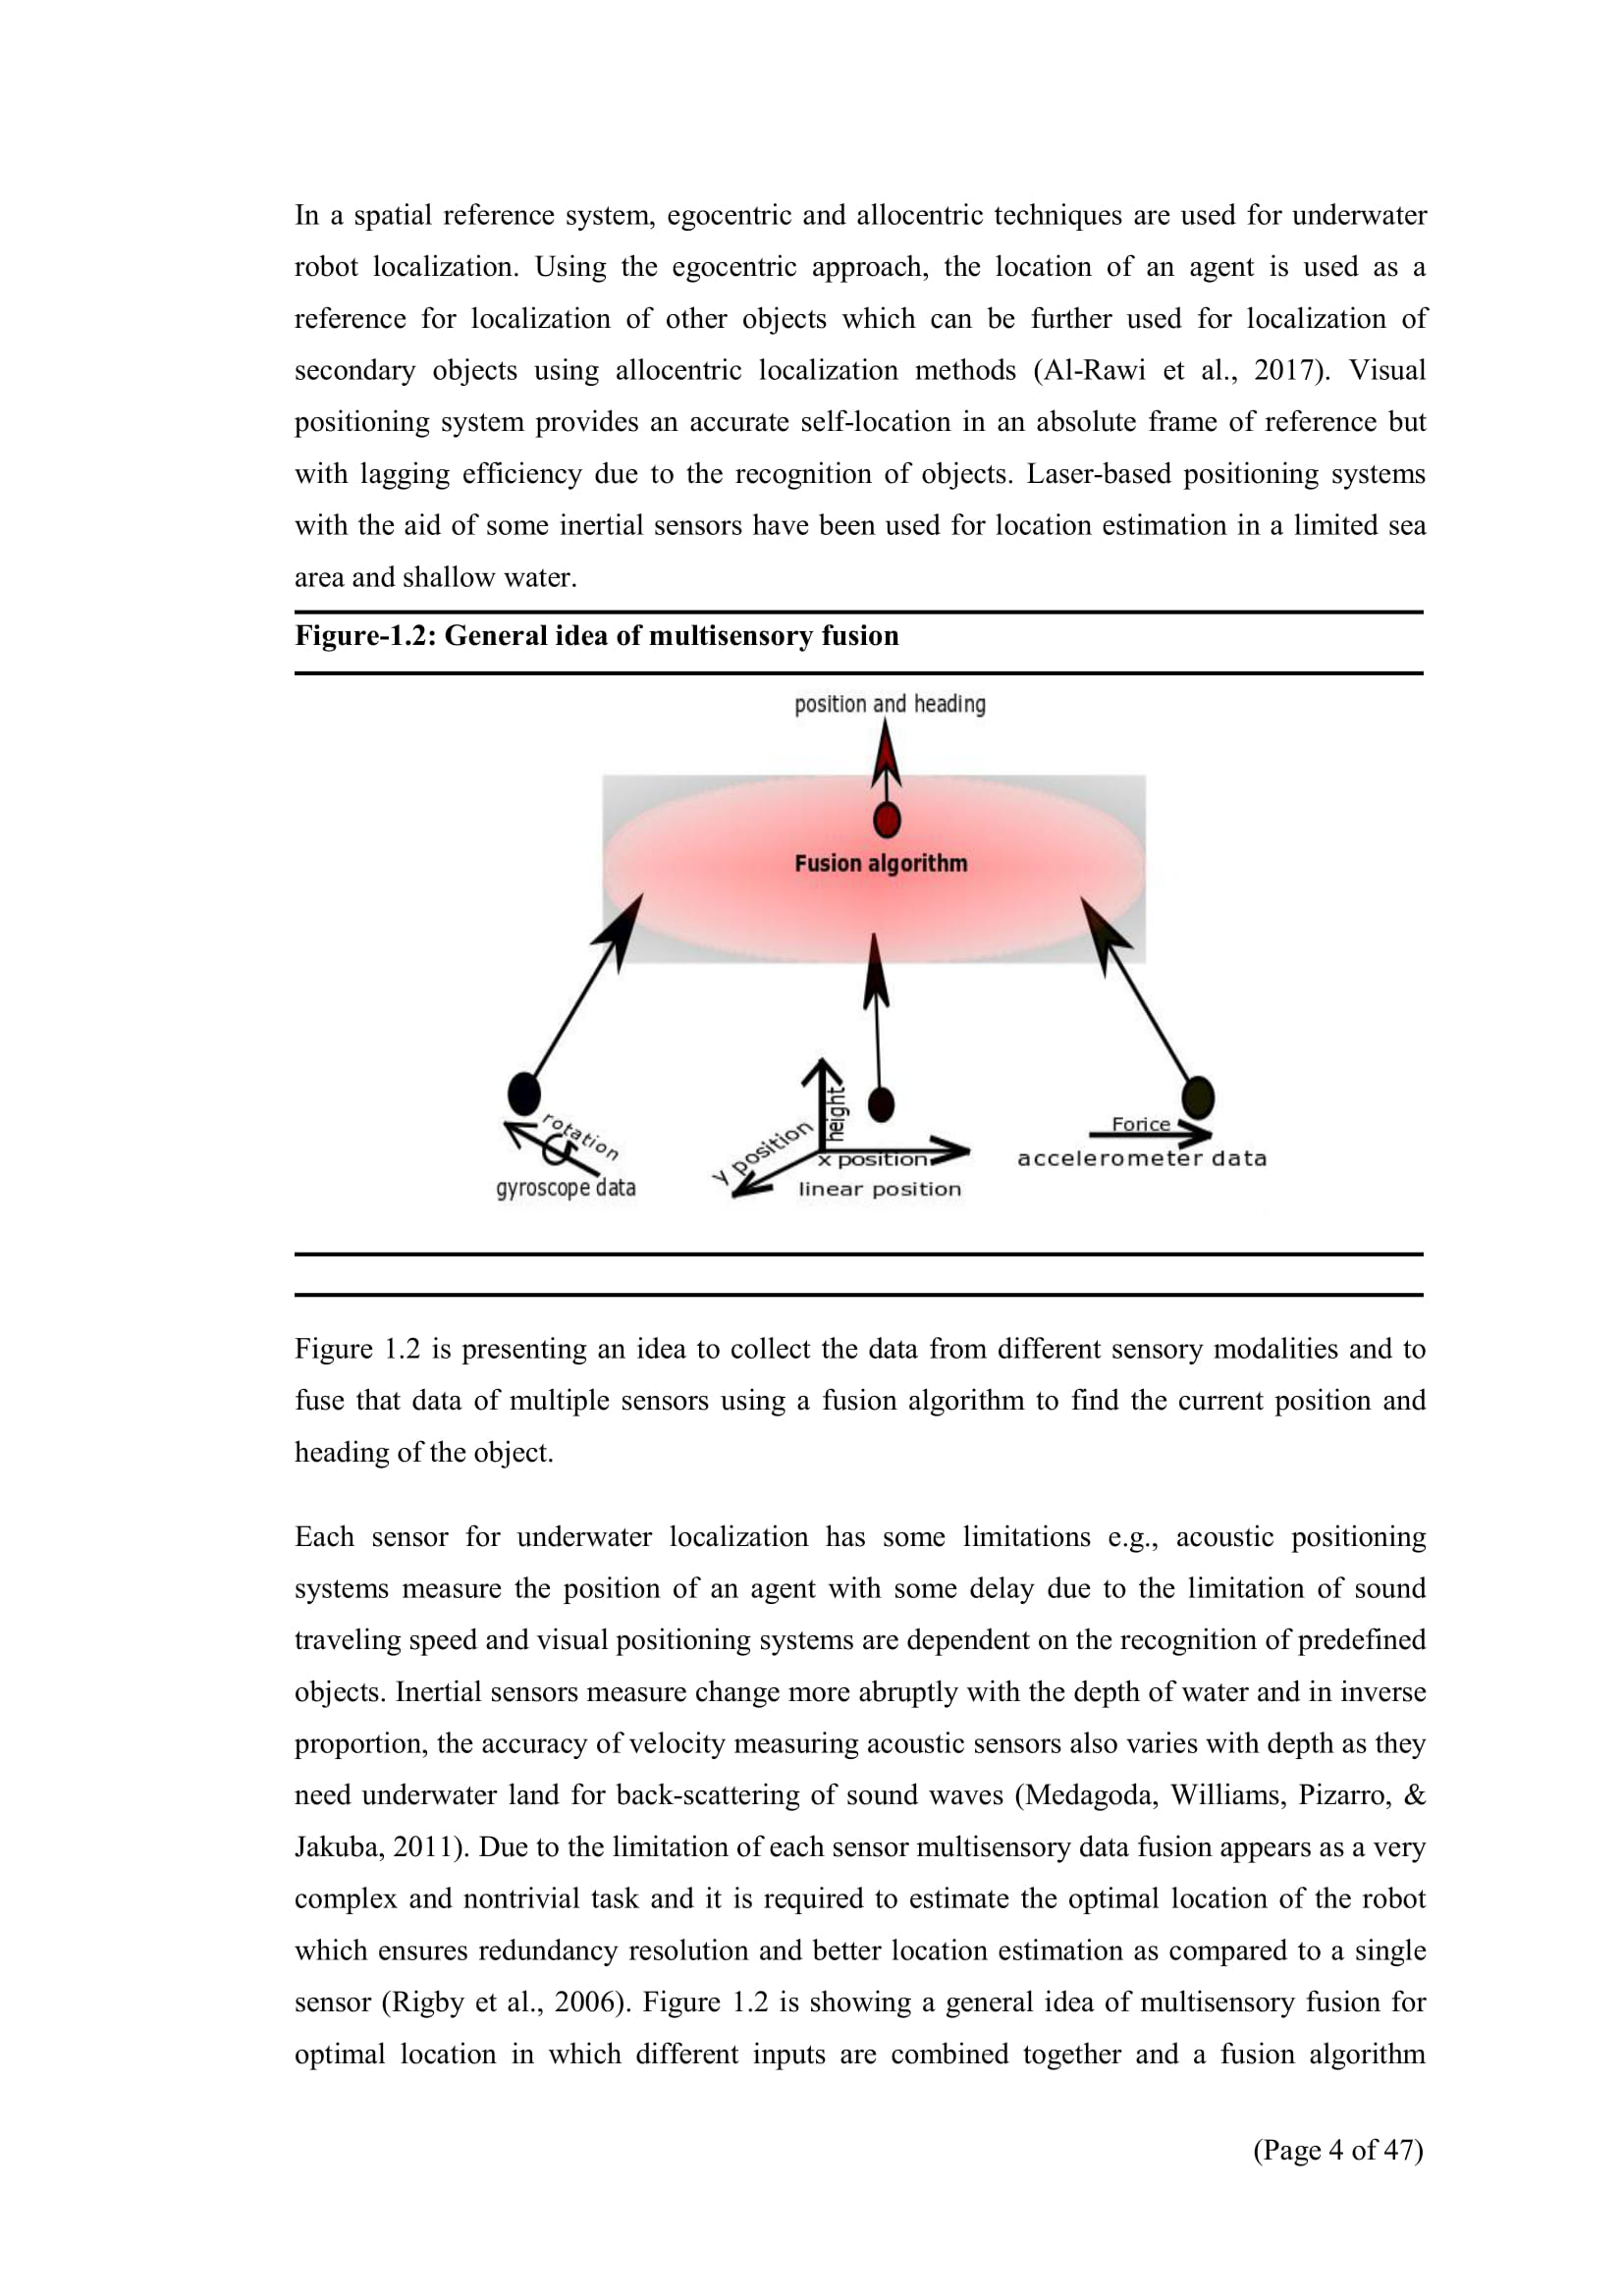 In a spatial reference system, egocentric and allocentric techniques are used for underwater
robot localization. Using the egocentric approach, the location of an agent is used as a
reference for localization of other objects which can be further used for localization of
secondary objects using allocentric localization methods (Al-Rawi et al., 2017). Visual
positioning system provides an accurate self-location in an absolute frame of reference but
with lagging efficiency due to the recognition of objects. Laser-based positioning systems
with the aid of some inertial sensors have been used for location estimation in a limited sea
area and shallow water.
Figure-1.2: General idea of multisensory fusion
position and heading
Fusion algorithm
rotation
gyroscope data
height
y position
x position
linear position
Forice
accelerometer data
Figure 1.2 is presenting an idea to collect the data from different sensory modalities and to
fuse that data of multiple sensors using a fusion algorithm to find the current position and
heading of the object.
Each sensor for underwater localization has some limitations e.g., acoustic positioning
systems measure the position of an agent with some delay due to the limitation of sound
traveling speed and visual positioning systems are dependent on the recognition of predefined
objects. Inertial sensors measure change more abruptly with the depth of water and in inverse
proportion, the accuracy of velocity measuring acoustic sensors also varies with depth as they
need underwater land for back-scattering of sound waves (Medagoda, Williams, Pizarro, &
Jakuba, 2011). Due to the limitation of each sensor multisensory data fusion appears as a very
complex and nontrivial task and it is required to estimate the optimal location of the robot
which ensures redundancy resolution and better location estimation as compared to a single
sensor (Rigby et al., 2006). Figure 1.2 is showing a general idea of multisensory fusion for
optimal location in which different inputs are combined together and a fusion algorithm
(Page 4 of 47)